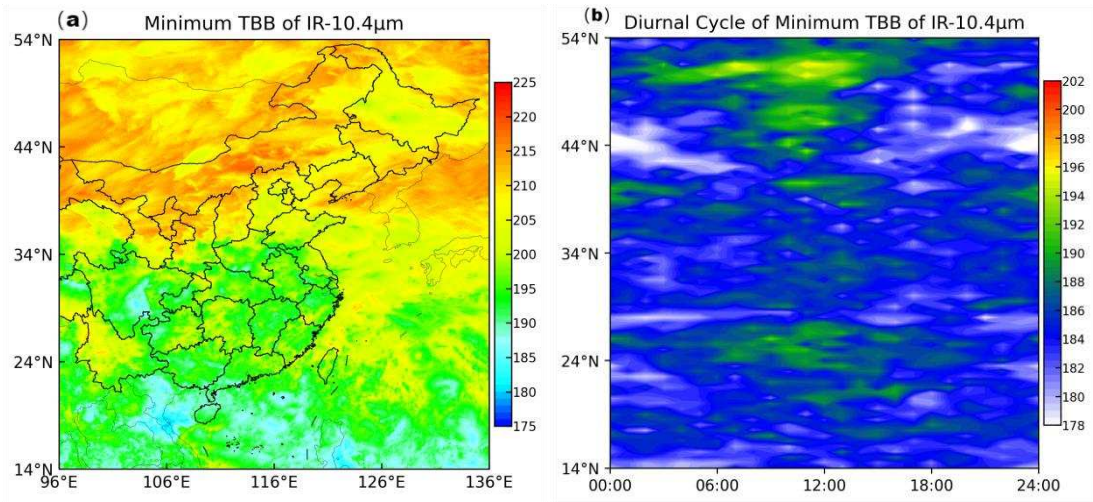 (a) Minimum TBB of IR-10.4μm
54°N
44°N
34°N
24°N
14°N
96°E 106°E 116°E 126°E 136°E
225
220
215
210
205
200
195
190
185
180
175
(b) Diurnal Cycle of Minimum TBB of IR-10.4μm
54°N
44°N
34°N
24°N
14°N
00:00 06:00 12:00 18:00 24:00
202
200
198
196
194
192
190
188
186
184
182
180
178